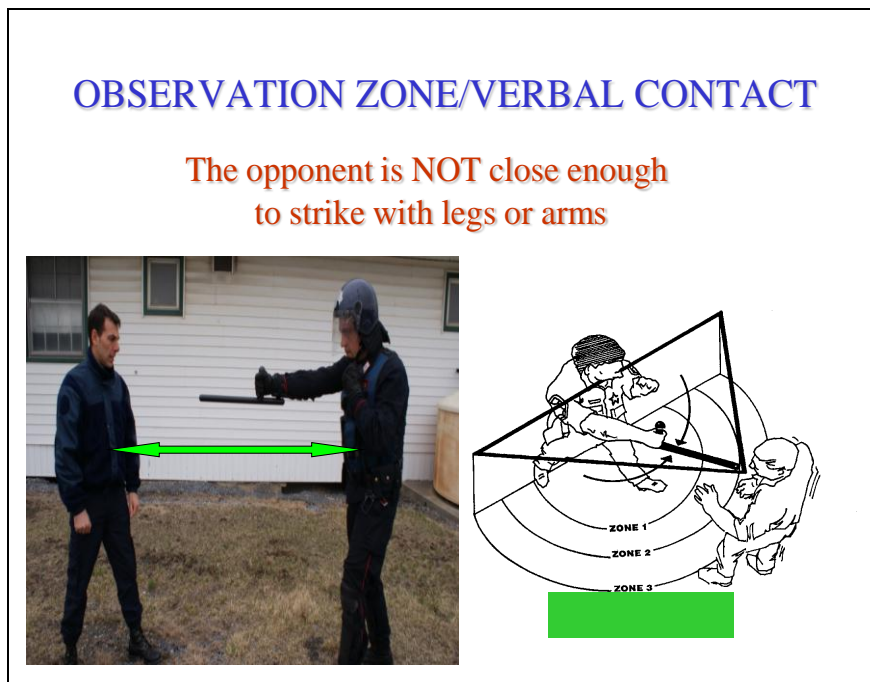 OBSERVATION ZONE/VERBAL CONTACT
The opponent is NOT close enough
to strike with legs or arms
ZONE 1
ZONE 2
ZONE 3